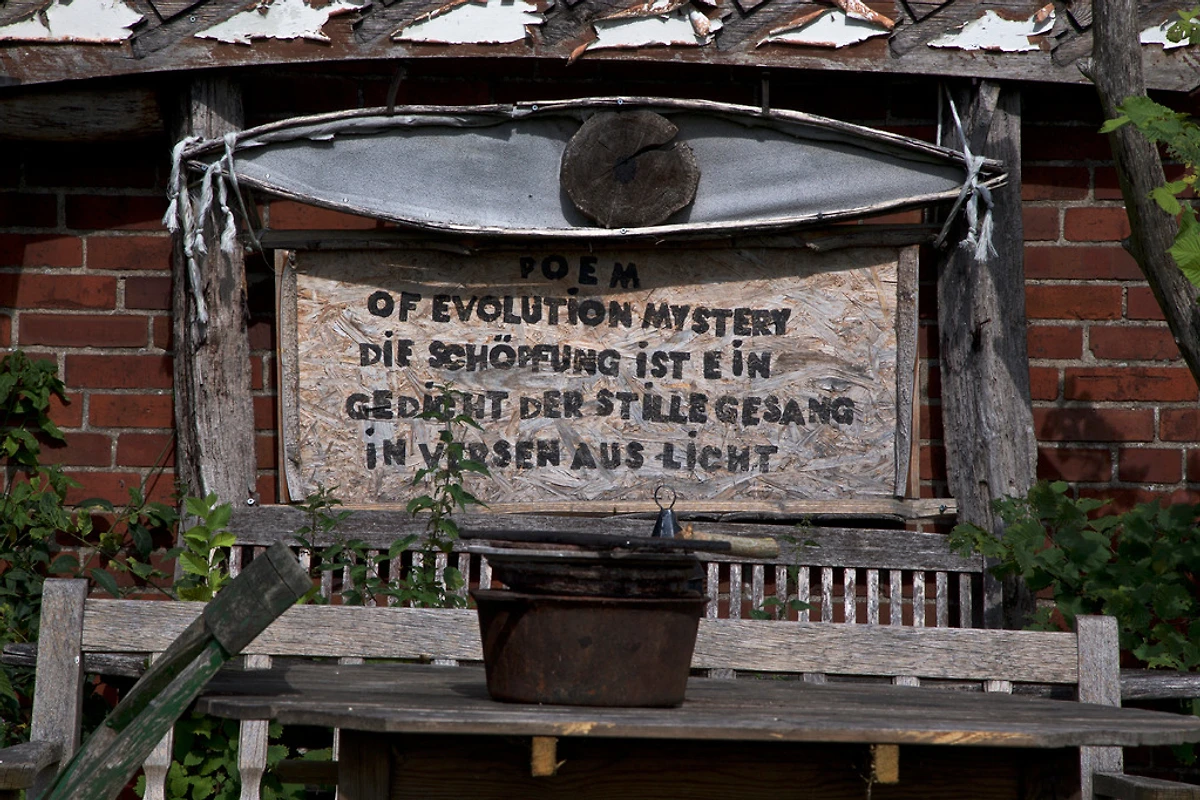 POEM
OF EVOLUTION MYSTERY
DiE SCHÖPFUNG iST EiN
GEDiCHT DER STiLLE GESANG
iN VERSEN AUS LiCHT